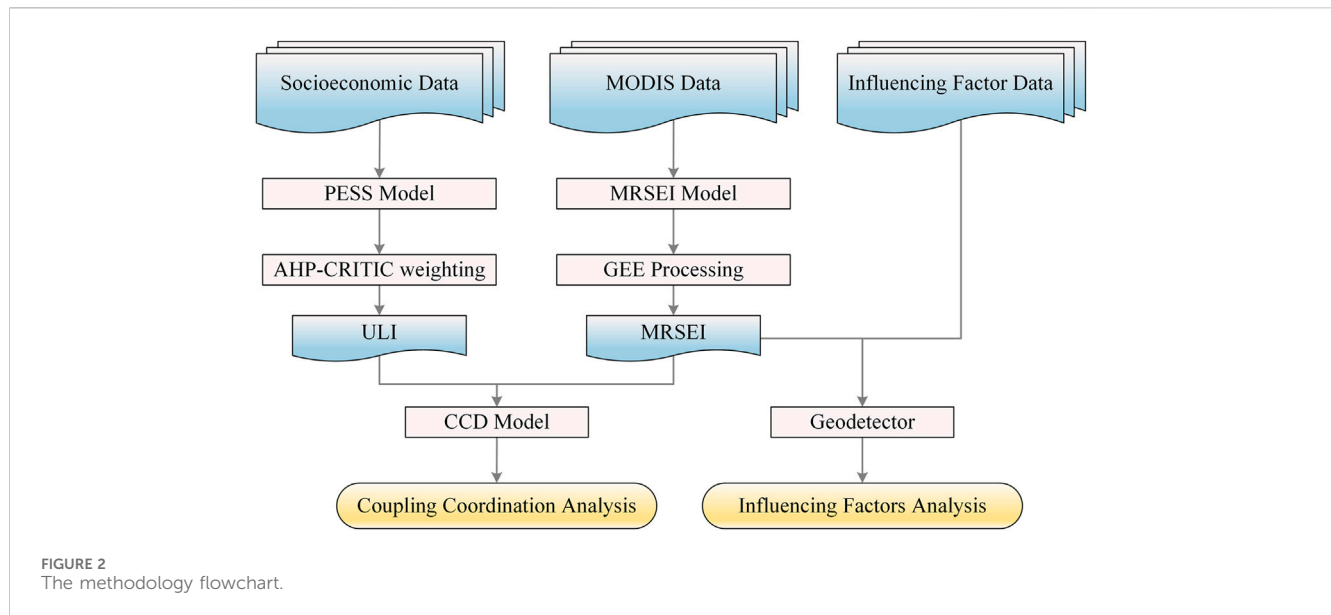 Socioeconomic Data
MODIS Data
Influencing Factor Data
PESS Model
MRSEI Model
AHP-CRITIC weighting
GEE Processing
ULI
MRSEI
CCD Model
Geodetector
Coupling Coordination Analysis
Influencing Factors Analysis
FIGURE 2
The methodology flowchart.